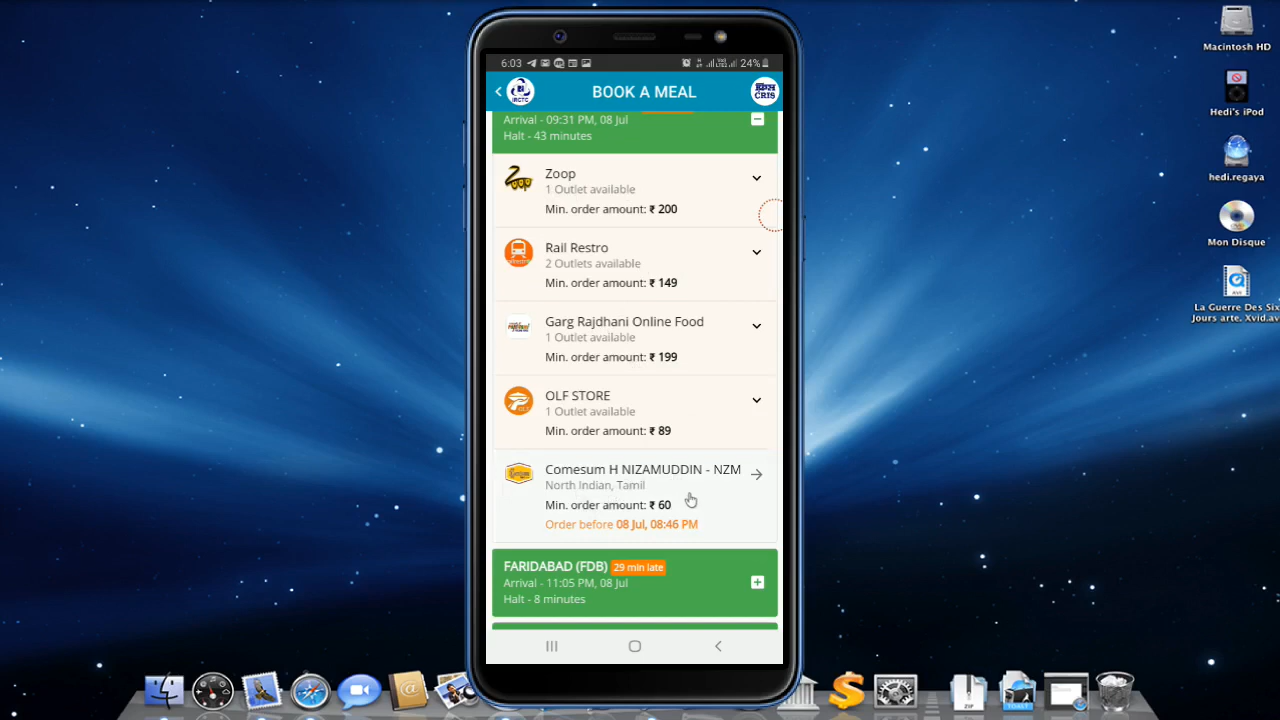 6:03
24%
IRCTC
BOOK A MEAL
CRIS
Arrival - 09:31 PM, 08 Jul
Halt - 43 minutes
Zoop
1 Outlet available
Min. order amount: ₹ 200
Rail Restro
2 Outlets available
Min. order amount: ₹ 149
Garg Rajdhani Online Food
1 Outlet available
Min. order amount: ₹ 199
OLF STORE
1 Outlet available
Min. order amount: ₹ 89
Comesum H NIZAMUDDIN - NZM
North Indian, Tamil
Min. order amount: ₹ 60
Order before 08 Jul, 08:46 PM
FARIDABAD (FDB) 29 min late
Arrival - 11:05 PM, 08 Jul
Halt - 8 minutes
Macintosh HD
Hedi's iPod
hedi.regaya
Mon Disque
AVI
La Guerre Des Six
Jours arte. Xvid.av
ZIP
TOAST